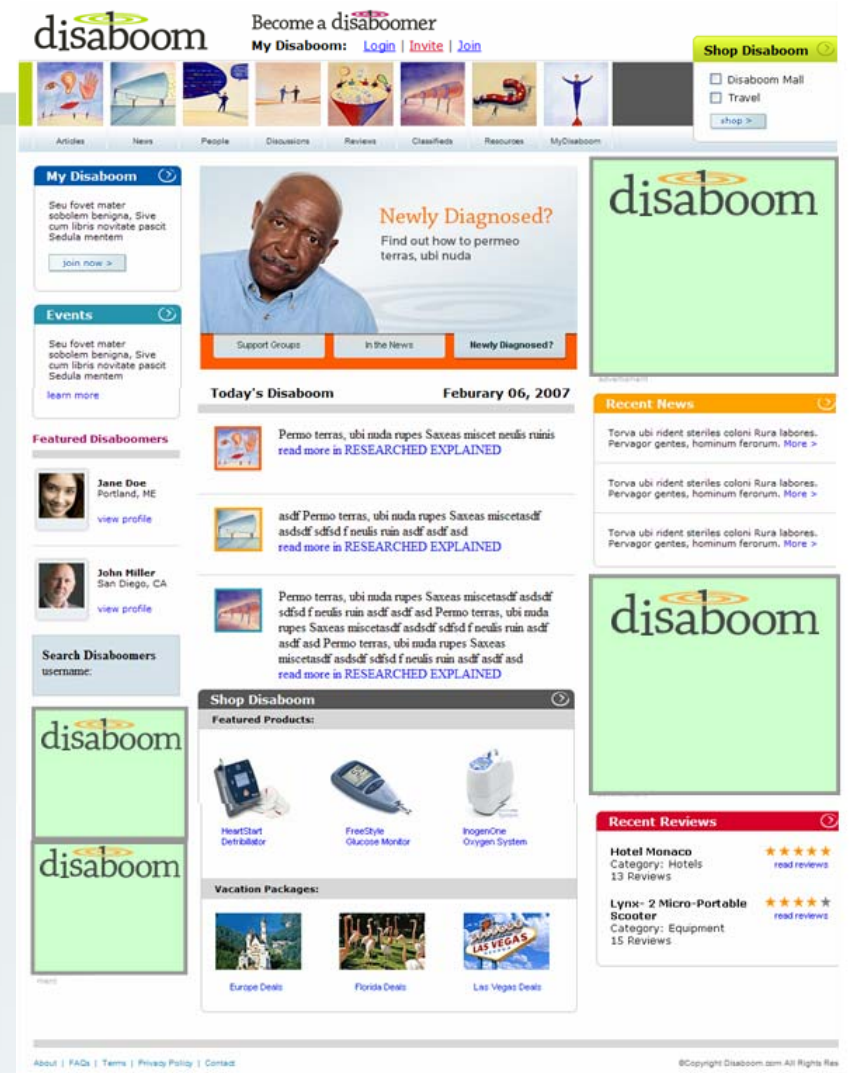 disaboom
Become a disaboomer
My Disaboom: Login | Invite | Join
Shop Disaboom
Disaboom Mall
Travel
shop >
Articles News People Discussions Reviews Classifieds Resources MyDisaboom
My Disaboom
Seu fovet mater
sobolem benigna, Sive
cum libris novitate pascit
Sedula mentem
join now >
Events
Seu fovet mater
sobolem benigna, Sive
cum libris novitate pascit
Sedula mentem
learn more
Featured Disaboomers
Jane Doe
Portland, ME
view profile
John Miller
San Diego, CA
view profile
Search Disaboomers
username:
disaboom
disaboom
Newly Diagnosed?
Find out how to permeo
terras, ubi nuda
Support Groups In the News Newly Diagnosed?
Today's Disaboom Feburary 06, 2007
Permo terras, ubi nuda rupes Saxeas miscet neulis ruinis
read more in RESEARCHED EXPLAINED
asdf Permo terras, ubi nuda rupes Saxeas miscetasdf
asdsdf sdfsd f neulis ruin asdf asdf asd
read more in RESEARCHED EXPLAINED
Permo terras, ubi nuda rupes Saxeas miscetasdf asdsdf
sdfsd f neulis ruin asdf asdf asd Permo terras, ubi nuda
rupes Saxeas miscetasdf asdsdf sdfsd f neulis ruin asdf
asdf asd Permo terras, ubi nuda rupes Saxeas
miscetasdf asdsdf sdfsd f neulis ruin asdf asdf asd
read more in RESEARCHED EXPLAINED
Shop Disaboom
Featured Products:
HeartStart
Detribillator
FreeStyle
Glucose Monitor
InogenOne
Oxygen System
Vacation Packages:
LAS VEGAS
Europe Deals Florida Deals Las Vegas Deals
disaboom
advertisment
Recent News
Torva ubi rident steriles coloni Rura labores.
Pervagor gentes, hominum ferorum. More >
Torva ubi rident steriles coloni Rura labores.
Pervagor gentes, hominum ferorum. More >
Torva ubi rident steriles coloni Rura labores.
Pervagor gentes, hominum ferorum. More >
disaboom
Recent Reviews
Hotel Monaco
Category: Hotels
13 Reviews
read reviews
Lynx- 2 Micro-Portable
Scooter
Category: Equipment
15 Reviews
read reviews
About | FAQs | Terms | Privacy Policy | Contact
©Copyright Disaboom.com All Rights Res